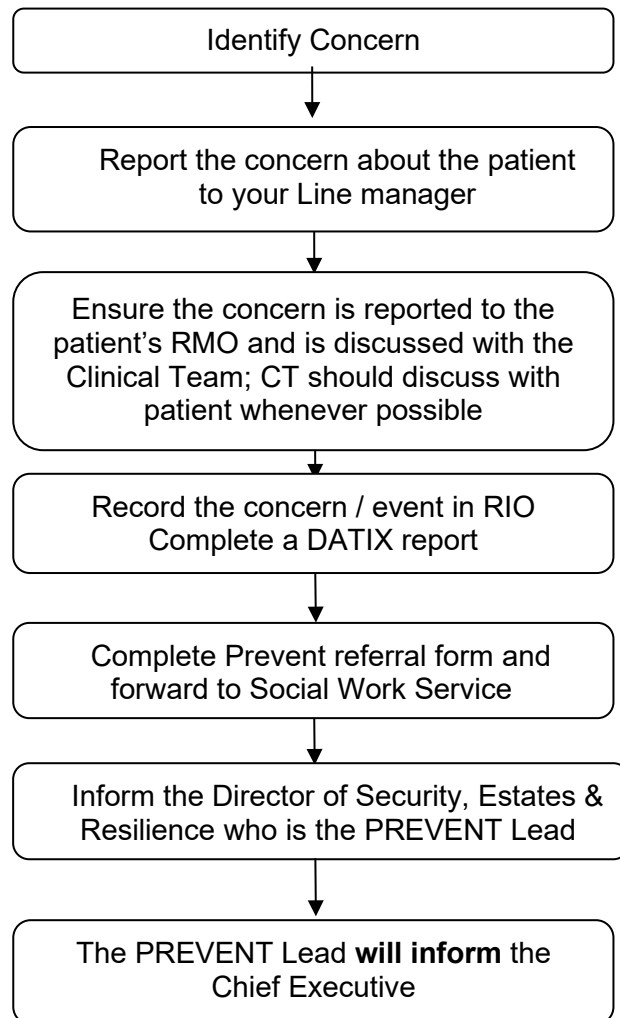 Identify Concern
Report the concern about the patient
to your Line manager
Ensure the concern is reported to the
patient’s RMO and is discussed with the
Clinical Team; CT should discuss with
patient whenever possible
Record the concern / event in RIO
Complete a DATIX report
Complete Prevent referral form and
forward to Social Work Service
Inform the Director of Security, Estates &
Resilience who is the PREVENT Lead
The PREVENT Lead will inform the
Chief Executive